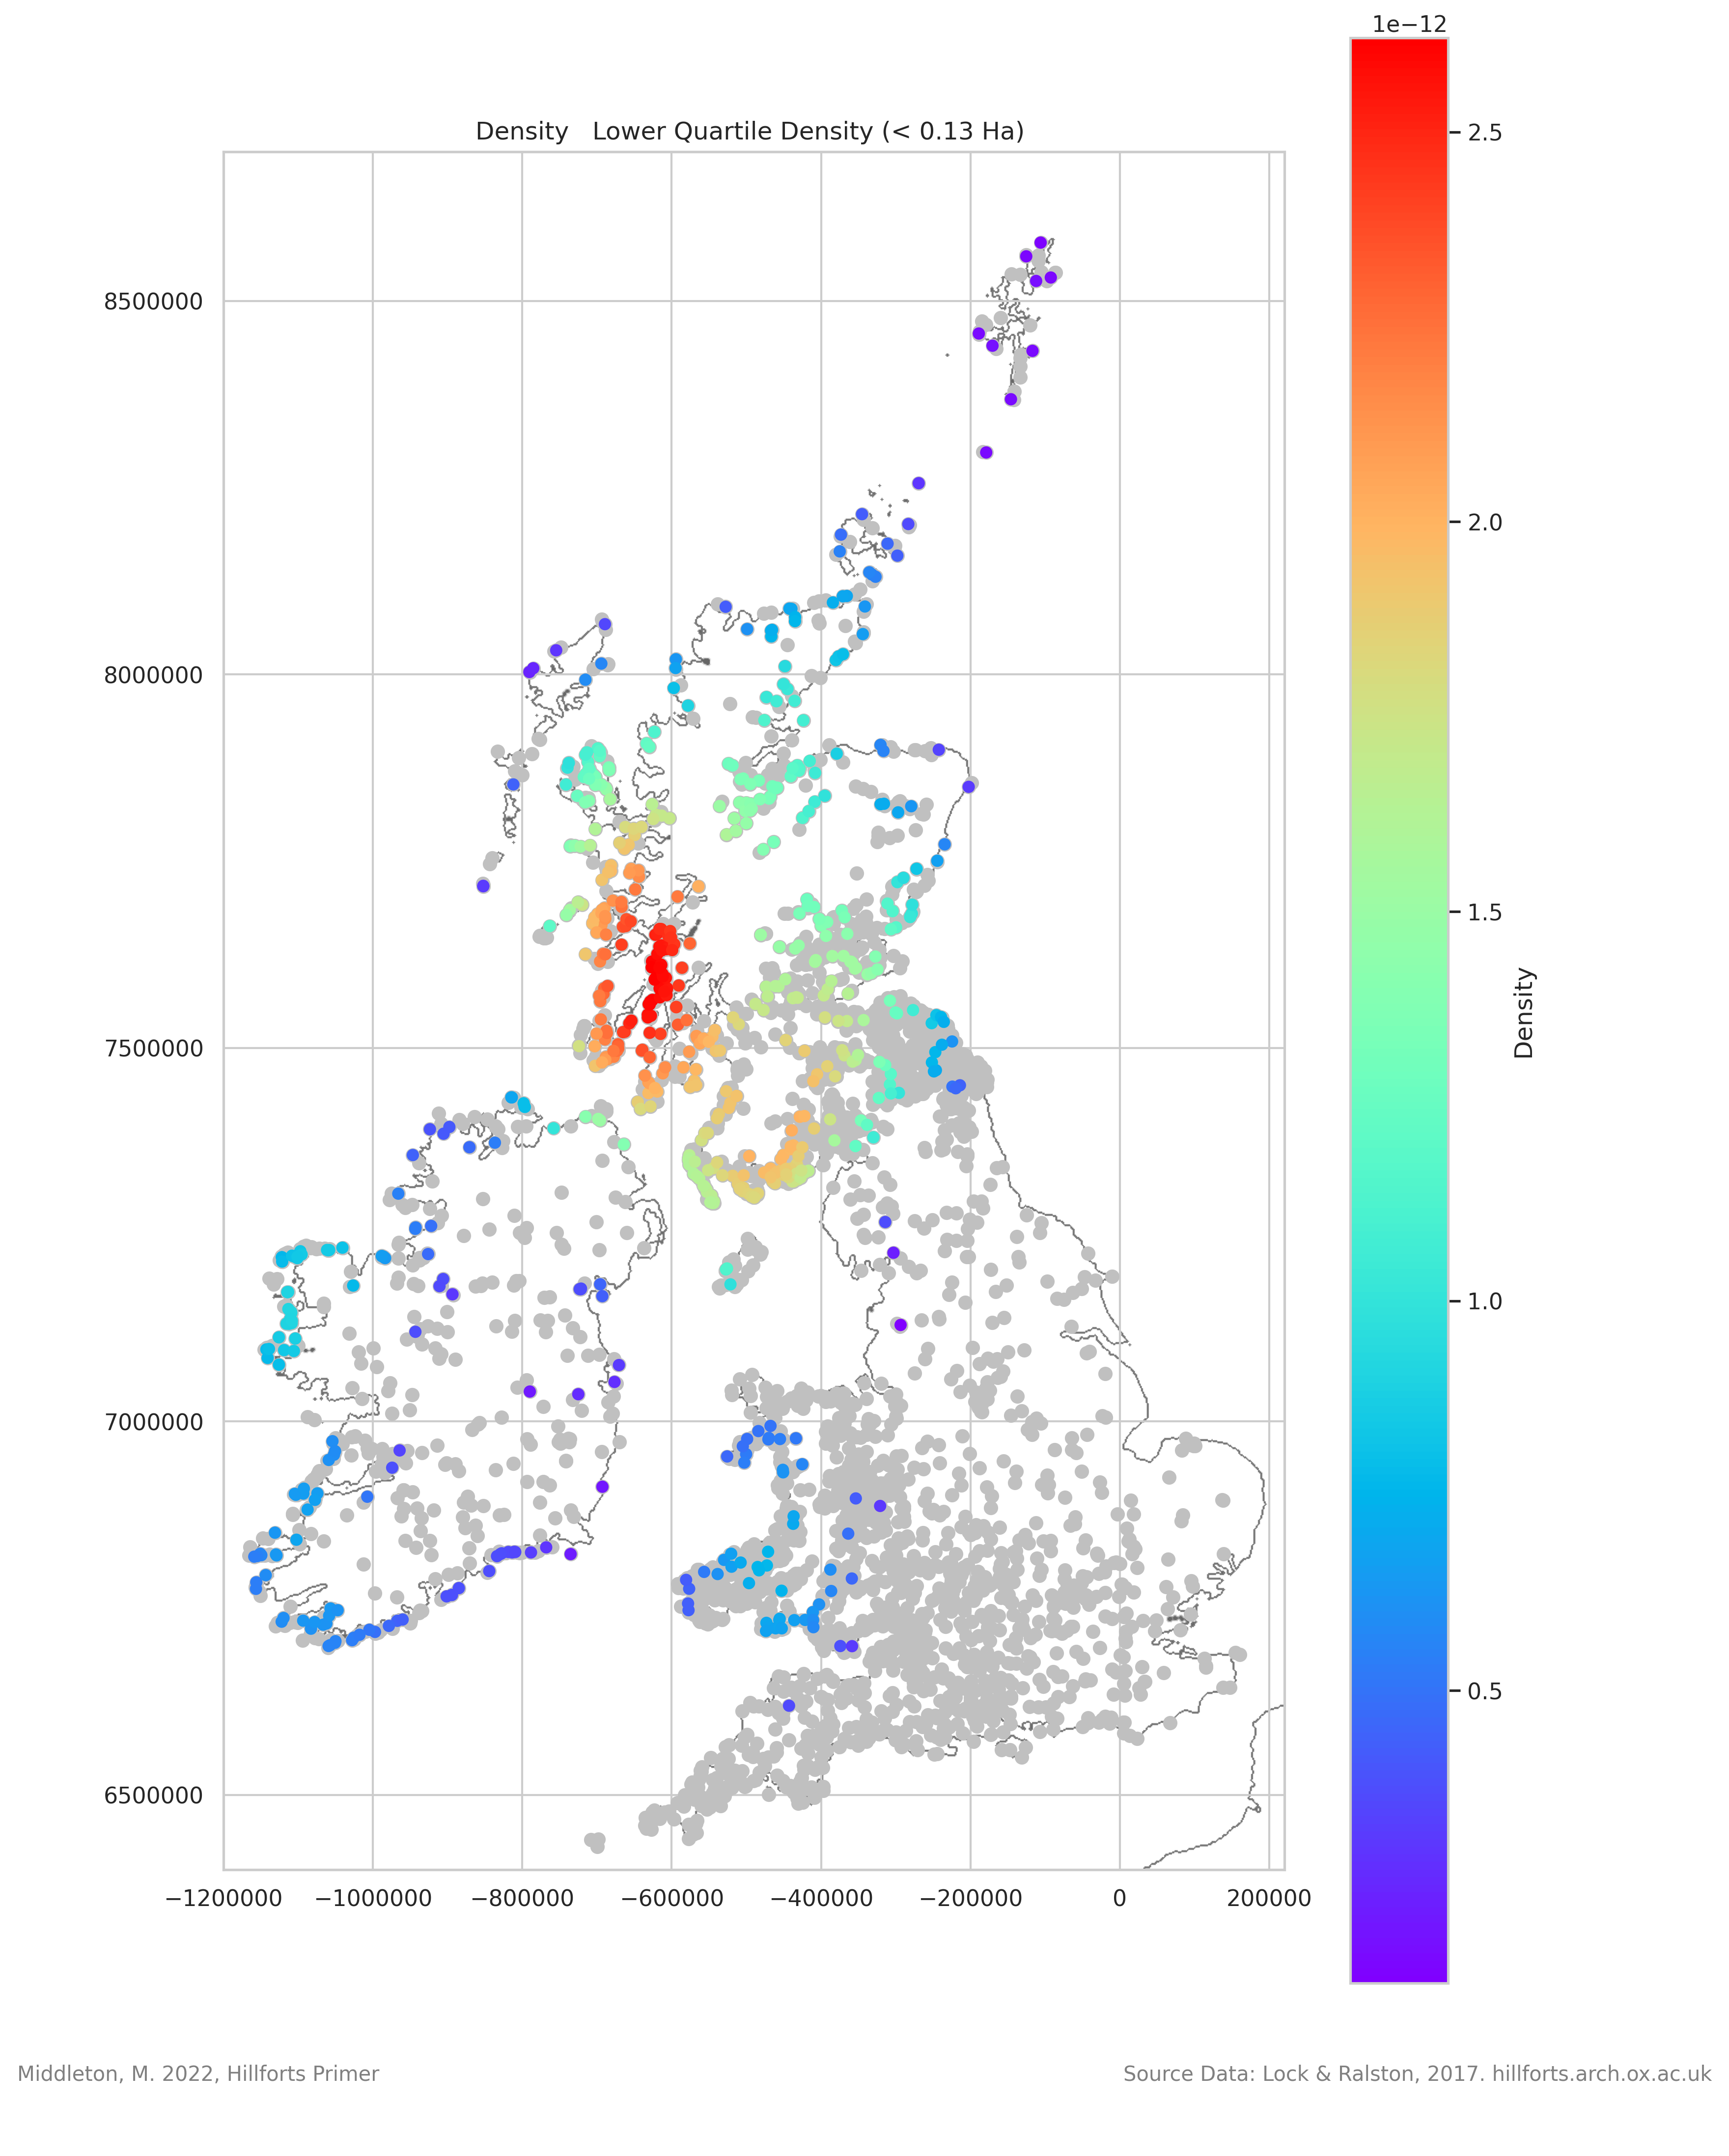 1e−12
Density   Lower Quartile Density (< 0.13 Ha)
2.5
2.0
1.5
1.0
0.5
Density
8500000
8000000
7500000
7000000
6500000
−1200000 −1000000 −800000 −600000 −400000 −200000 0 200000
Middleton, M. 2022, Hillforts Primer
Source Data: Lock & Ralston, 2017. hillforts.arch.ox.ac.uk